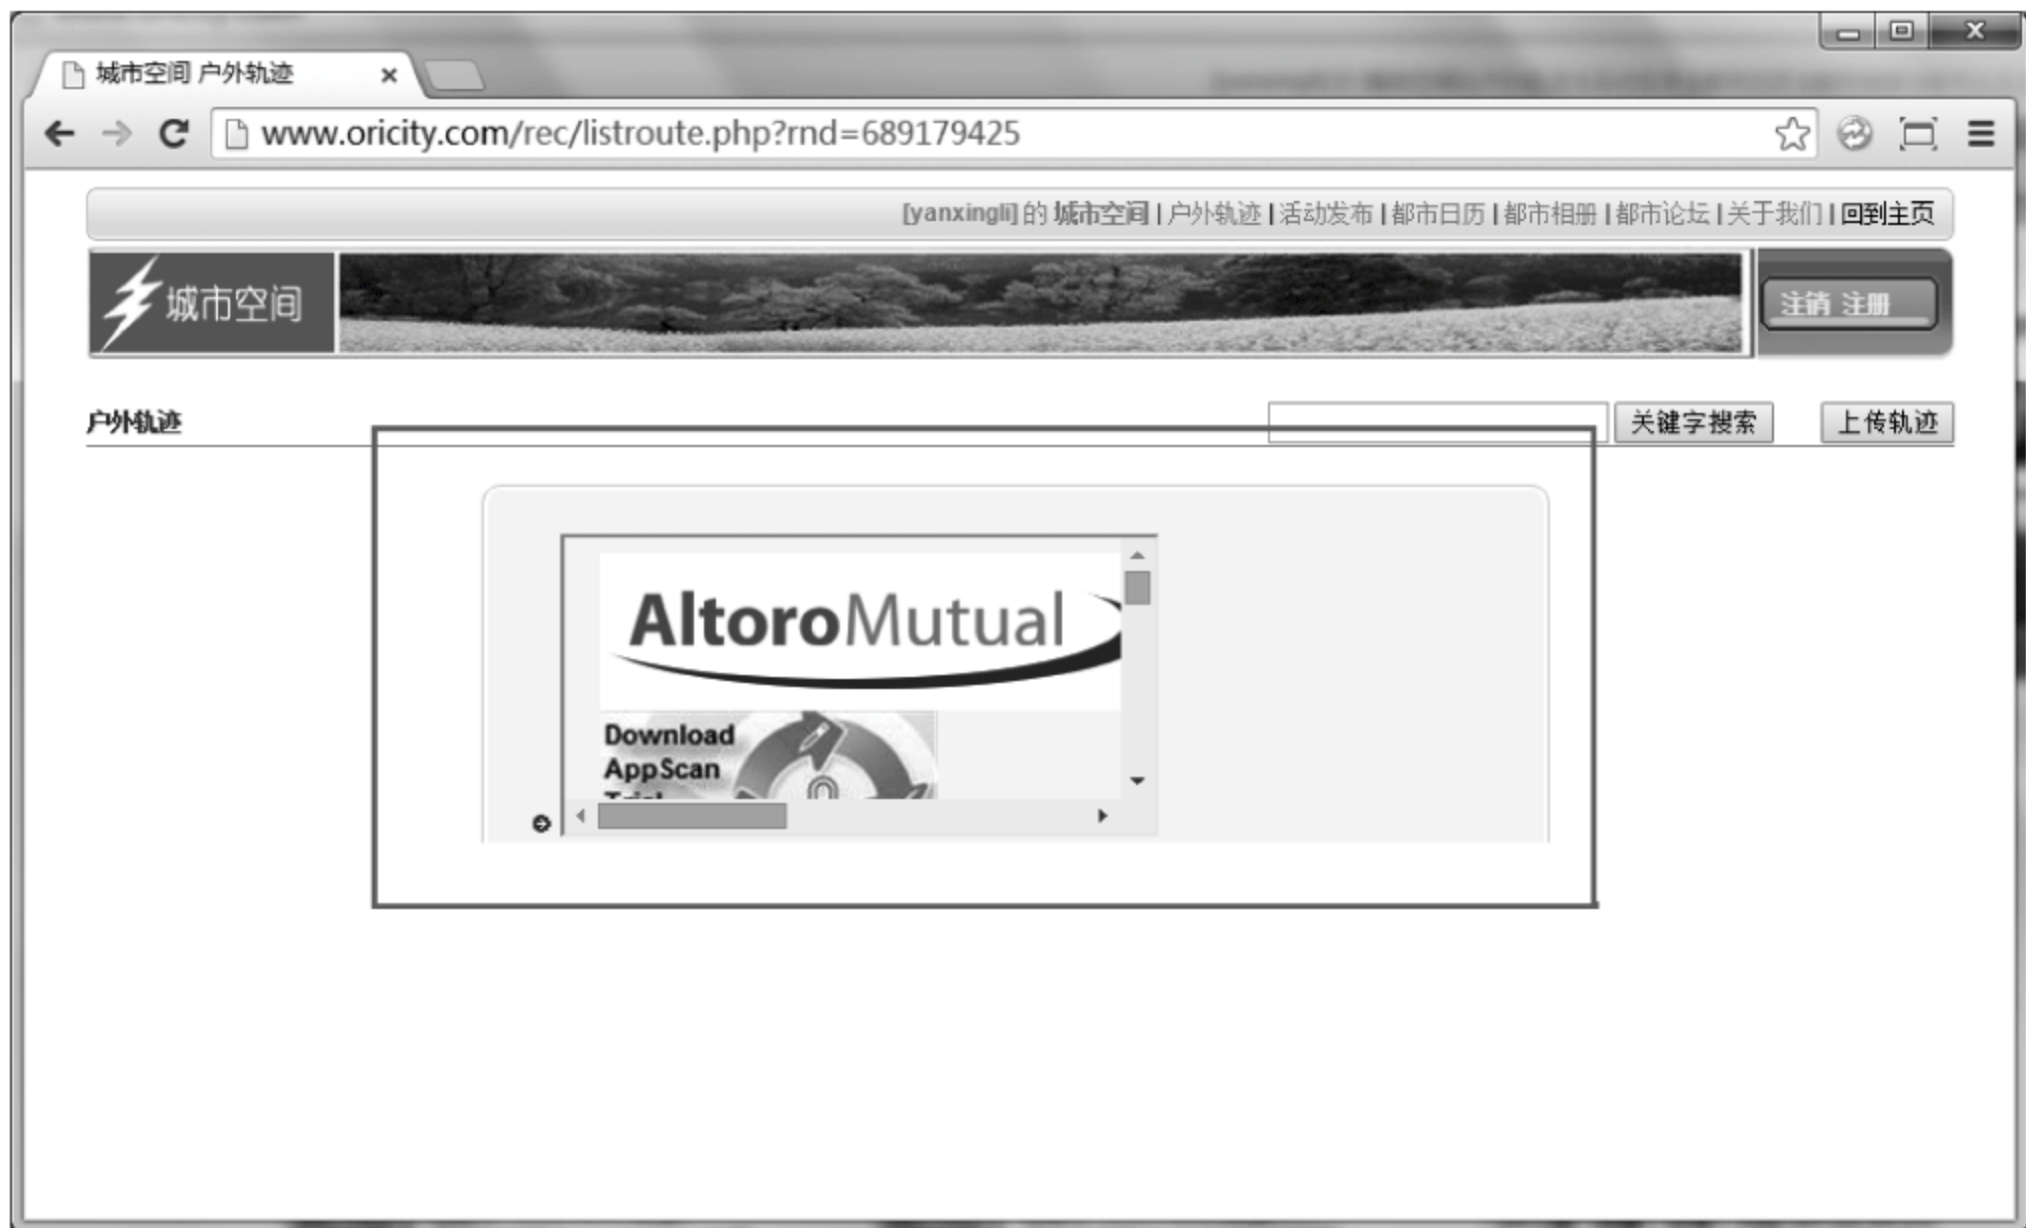 城市空间 户外轨迹
www.oricity.com/rec/listroute.php?rnd=689179425
[yanxingli] 的 城市空间 | 户外轨迹 | 活动发布 | 都市日历 | 都市相册 | 都市论坛 | 关于我们 | 回到主页
城市空间
注销 注册
户外轨迹 关键字搜索 上传轨迹
AltoroMutual
Download
AppScan
Trial